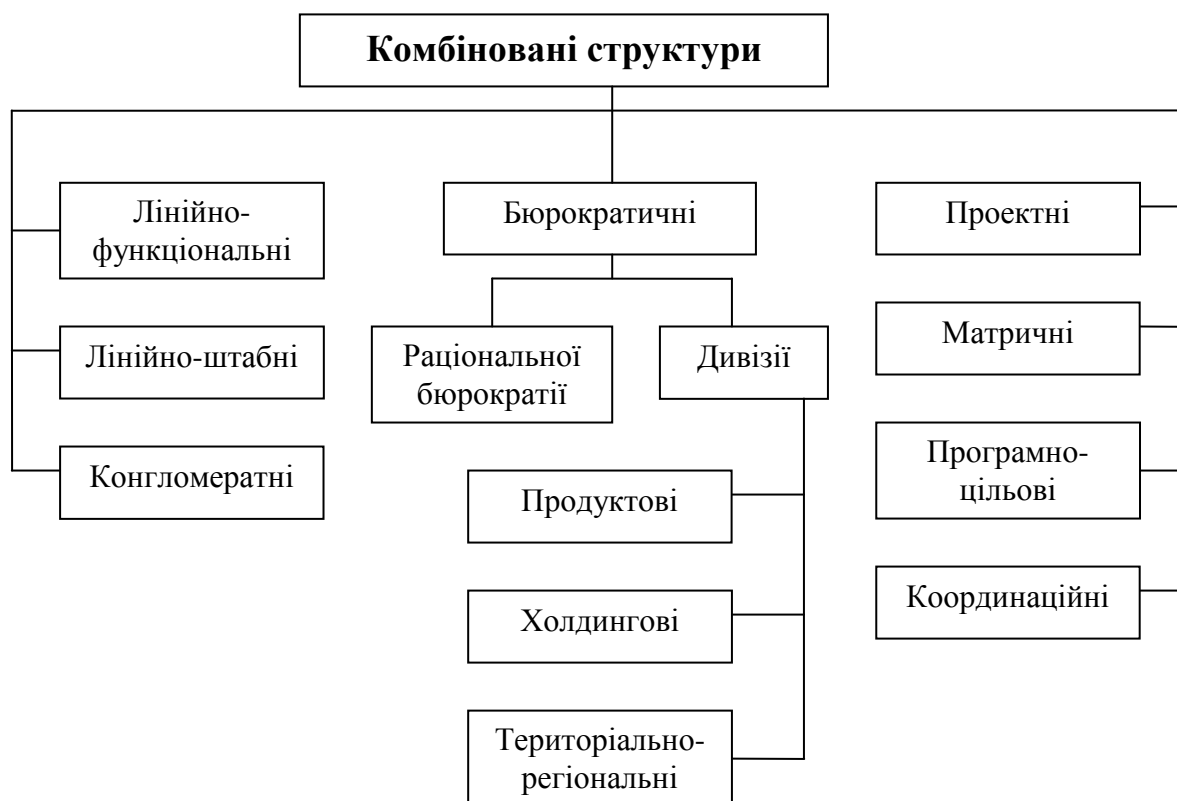 Комбіновані структури
Лінійно-
функціональні
Бюрократичні
Проектні
Лінійно-штабні
Раціональної
бюрократії
Дивізії
Матричні
Конгломератні
Продуктові
Програмно-
цільові
Холдингові
Координаційні
Територіально-
регіональні